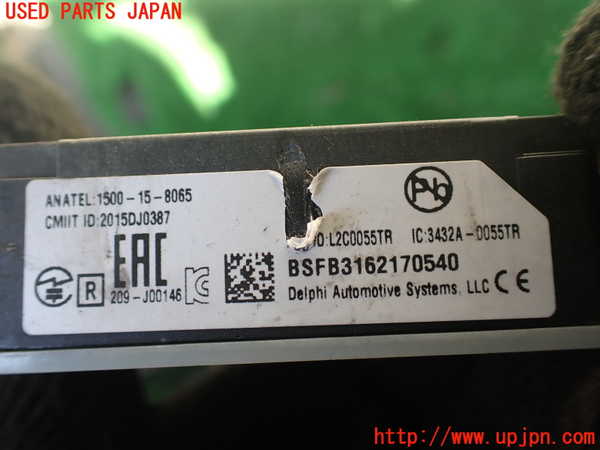 USED PARTS JAPAN
ANATEL:1500-15-8065
CMIIT ID:2015DJ0387
ID:L2C0055TR IC:3432A-0055TR
EAC
R 209-J00146
BSFB3162170540
Delphi Automotive Systems, LLC CE
Pb
http://www.upjpn.com/